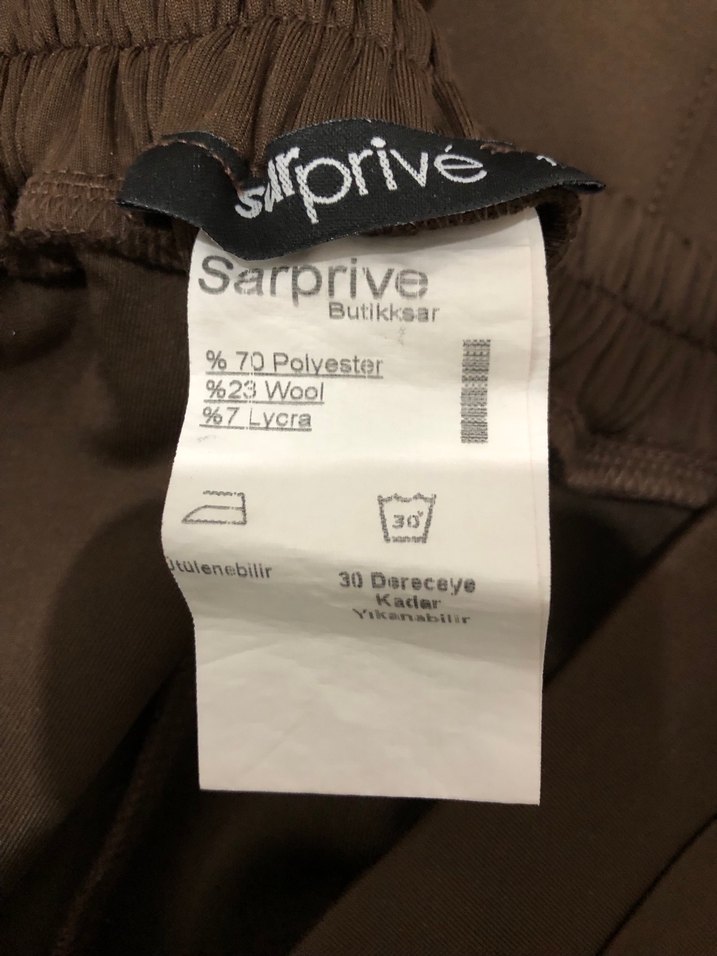 sarprivé
Sarprive
Butikksar
% 70 Polyester
%23 Wool
%7 Lycra
30°
Ütülenebilir
30 Dereceye
Kadar
Yıkanabilir